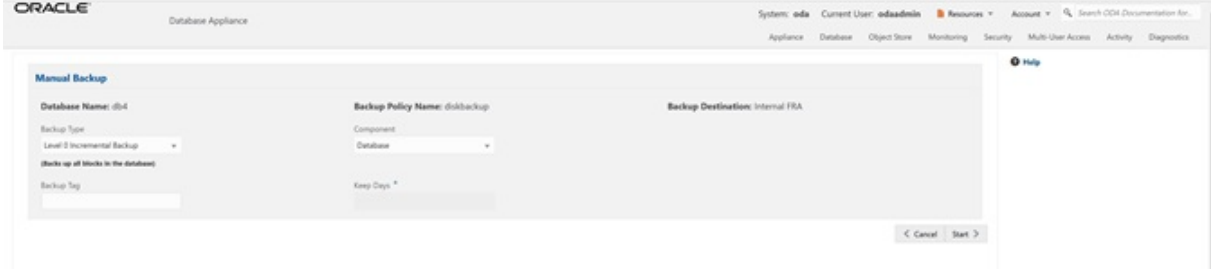 ORACLE
Database Appliance
System: oda Current User: odaadmin Resources Account Search ODA Documentation for...
Appliance Database Object Store Monitoring Security Multi-User Access Activity Diagnostics
Help
Manual Backup
Database Name: db4 Backup Policy Name: diskbackup Backup Destination: Internal FRA
Backup Type Component
Level 0 Incremental Backup Database
(Backs up all blocks in the database)
Backup Tag Keep Days *
Cancel Start